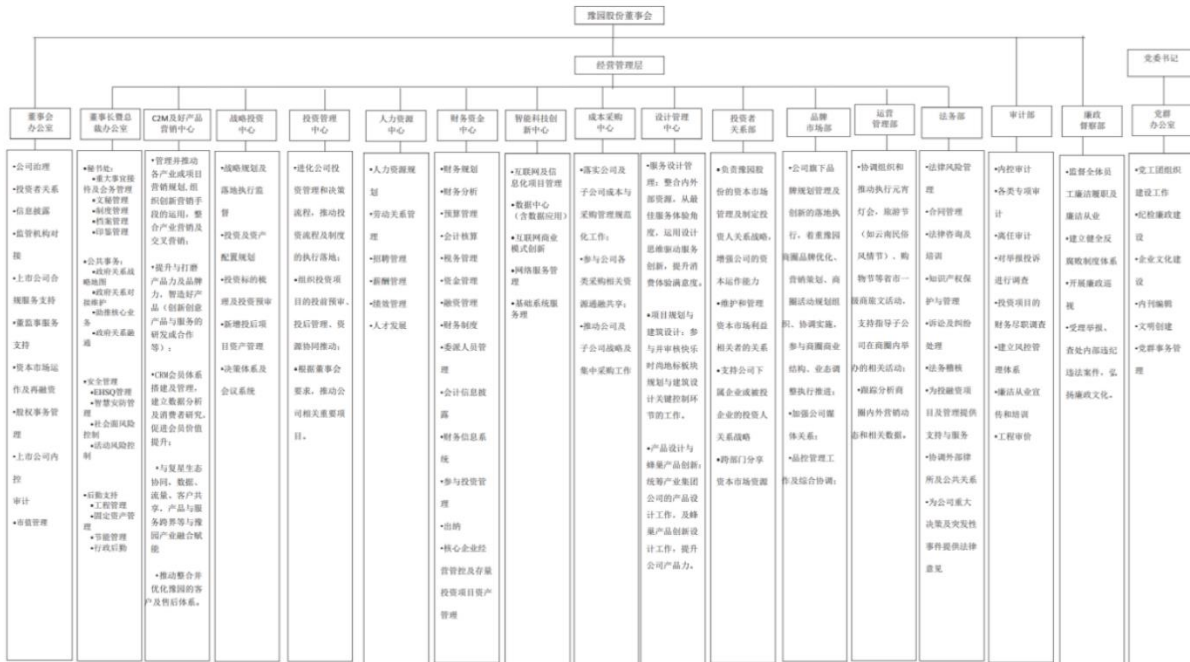 豫园股份董事会
经营管理层
党委书记
董事会
办公室
•公司治理
•投资者关系
•信息披露
•监管机构对
接
•上市公司合
规服务支持
•董监事服务
支持
•资本市场运
作及再融资
•股权事务管
理
•上市公司内
控
审计
•市值管理
董事长暨总
裁办公室
•秘书处:
•重大事宜接
待及会务管理
•文秘管理
•制度管理
•档案管理
•印鉴管理
•公共事务:
•政府关系战
略地图
•政府关系对
接维护
•助推核心业
务
•政府关系融
通
•安全管理
•EHSQ管理
•智慧安防管
理
•社会面风险
控制
•活动风险控
制
•后勤支持
•工程管理
•固定资产管
理
•节能管理
•行政后勤
C2M及好产品
营销中心
•管理并推动
各产业或项目
营销规划,组
织创新营销手
段的运用,整
合产业营销及
交叉营销;
•提升与打磨
产品力及品牌
力、智造好产
品(创新创意
产品与服务的
研发或合作
等);
•CRM会员体系
搭建及管理,
建立数据分析
及消费者研究,
促进会员价值
提升;
•与复星生态
协同,数据、
流量、客户共
享,产品与服
务跨界等与豫
园产业融合赋
能
•推动整合并
优化豫园的客
户及售后体系。
战略投资
中心
•战略规划及
落地执行监
督
•投资及资产
配置规划
•投资标的梳
理及投资预审
•新增投后项
目资产管理
•决策体系及
会议系统
投资管理
中心
•进化公司投
资管理和决策
流程,推动投
资流程及制度
的执行落地;
•组织投资项
目的投前预审、
投后管理、资
源协同推动;
•根据董事会
要求,推动公
司相关重要项
目。
人力资源
中心
•人力资源规
划
•劳动关系管
理
•招聘管理
•薪酬管理
•绩效管理
•人才发展
财务资金
中心
•财务规划
•财务分析
•预算管理
•会计核算
•税务管理
•资金管理
•融资管理
•财务制度
•委派人员管
理
•会计信息披
露
•财务信息系
统
•参与投资管
理
•出纳
•核心企业经
营管控及存量
投资项目资产
管理
智能科技创
新中心
•互联网及信
息化项目管理
•数据中心
(含数据应用)
•互联网商业
模式创新
•网络服务管
理
•基础系统服
务理
成本采购
中心
•落实公司及
子公司成本与
采购管理规范
化工作;
•参与公司各
类采购相关资
源通融共享;
•推动公司及
子公司战略及
集中采购工作
设计管理
中心
•服务设计管
理:整合内外
部资源,从最
佳服务体验角
度,运用设计
思维驱动服务
创新,提升消
费体验满意度。
•项目规划与
建筑设计:参
与并审核快乐
时尚地标板块
规划与建筑设
计关键控制环
节的工作。
•产品设计与
蜂巢产品创新:
统筹产业集团
公司的产品设
计工作,及蜂
巢产品创新设
计工作,提升
公司产品力。
投资者
关系部
•负责豫园股
份的资本市场
管理及制定投
资人关系战略,
增强公司的资
本运作能力
•维护和管理
资本市场利益
相关者的关系
•支持公司下
属企业或被投
企业的投资人
关系战略
•跨部门分享
资本市场资源
品牌
市场部
•公司旗下品
牌规划管理及
创新的落地执
行,着重豫园
商圈品牌优化、
营销策划、商
圈活动规划组
织、协调实施。
参与商圈商业
结构、业态调
整执行推进;
•加强公司媒
体关系;
•品控管理工
作及综合协调;
运营
管理部
•协调组织和
推动执行元宵
灯会,旅游节
(如云南民俗
风情节)、购
物节等省市一
级商能文活动。
支持指导子公
司在商圈内举
办的相关活动;
•跟踪分析商
圈内外营销动
态和相关数据。
法务部
•法律风险管
理
•合同管理
•法律咨询及
培训
•知识产权保
护与管理
•诉讼及纠纷
处理
•法务稽核
•为投融资项
目及管理提供
支持与服务
•协调外部律
所及公共关系
•为公司重大
决策及突发性
事件提供法律
意见
审计部
•内控审计
•各类专项审
计
•离任审计
•对举报投诉
进行调查
•投资项目的
财务尽职调查
•建立风控管
理体系
•廉洁从业宣
传和培训
•工程审价
廉政
督察部
•监督全体员
工廉洁履职及
廉洁从业
•建立健全反
腐败制度体系
•开展廉政巡
视
•受理举报、
查处内部违纪
违法案件,弘
扬廉政文化。
党群
办公室
•党工团组织
建设工作
•纪检廉政建
设
•企业文化建
设
•内刊编辑
•文明创建
•党群事务管
理